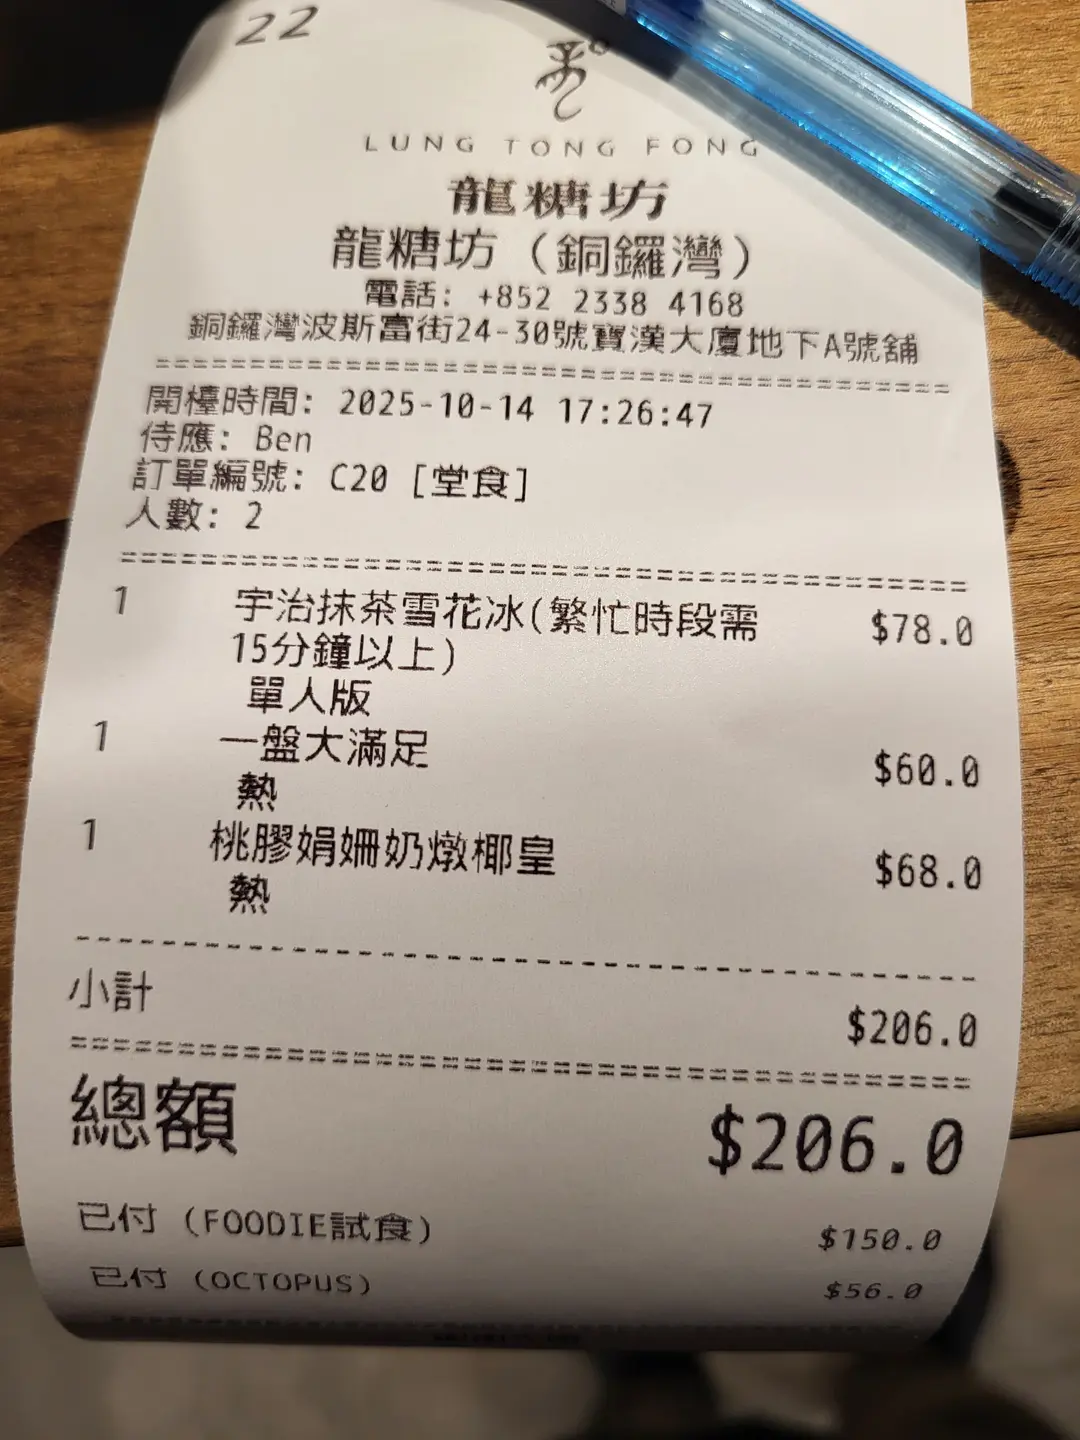 22
LUNG TONG FONG
龍糖坊
龍糖坊（銅鑼灣）
電話: +852 2338 4168
銅鑼灣波斯富街24-30號寶漢大廈地下A號舖
開檯時間: 2025-10-14 17:26:47
侍應: Ben
訂單編號: C20 [堂食]
人數: 2
1 宇治抹茶雪花冰(繁忙時段需 $78.0
15分鐘以上)
單人版
1 一盤大滿足 $60.0
熱
1 桃膠娟姍奶燉椰皇 $68.0
熱
小計 $206.0
總額 $206.0
已付 (FOODIE試食) $150.0
已付 (OCTOPUS) $56.0